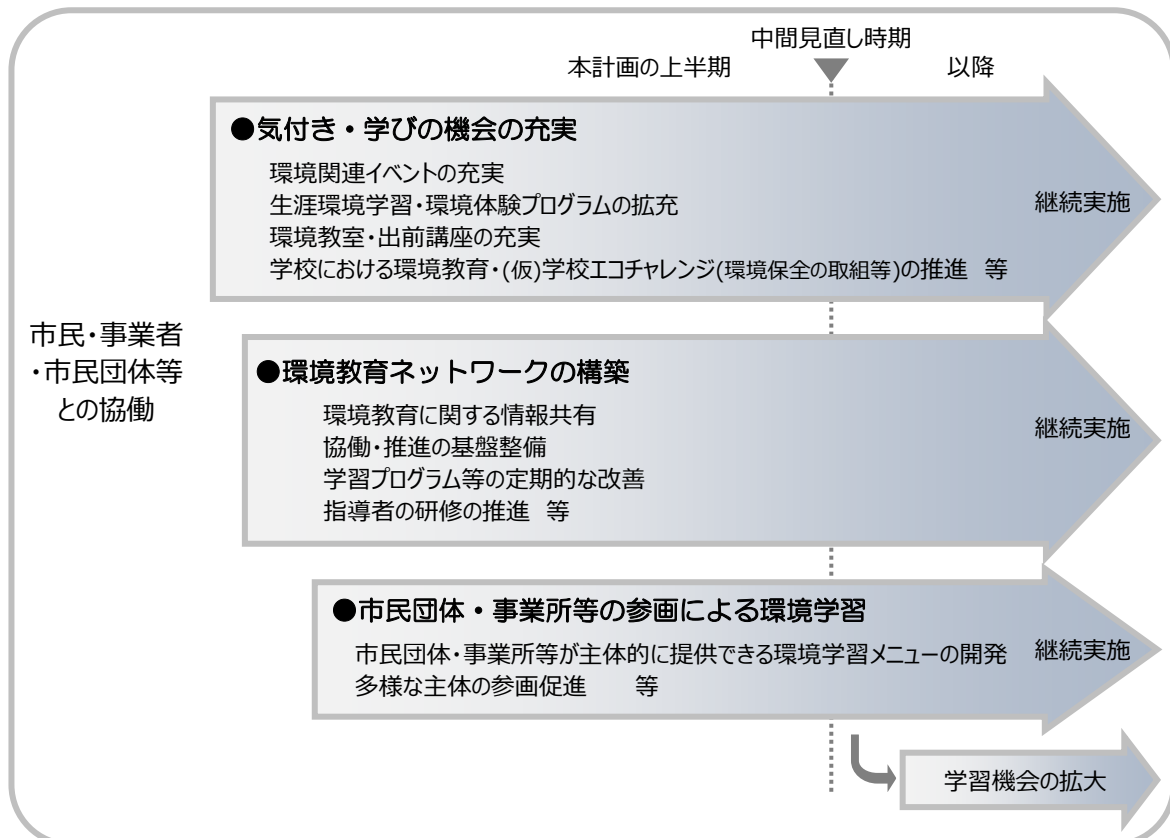 中間見直し時期
本計画の上半期
以降
●気付き・学びの機会の充実
環境関連イベントの充実
生涯環境学習・環境体験プログラムの拡充
環境教室・出前講座の充実
学校における環境教育・(仮)学校エコチャレンジ(環境保全の取組等)の推進 等
継続実施
市民・事業者
・市民団体等
との協働
●環境教育ネットワークの構築
環境教育に関する情報共有
協働・推進の基盤整備
学習プログラム等の定期的な改善
指導者の研修の推進 等
継続実施
●市民団体・事業所等の参画による環境学習
市民団体・事業所等が主体的に提供できる環境学習メニューの開発
多様な主体の参画促進 等
継続実施
学習機会の拡大